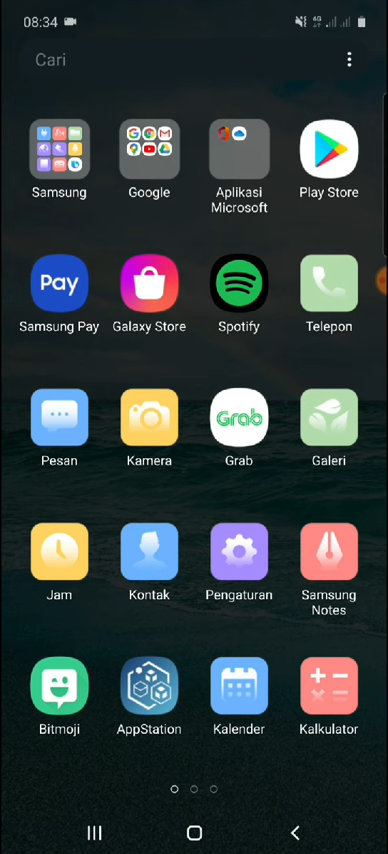 08:34
4G
Cari
Samsung
Google
Aplikasi
Microsoft
Play Store
Pay
Samsung Pay
Galaxy Store
Spotify
Telepon
Pesan
Kamera
Grab
Grab
Galeri
Jam
Kontak
Pengaturan
Samsung
Notes
Bitmoji
AppStation
Kalender
Kalkulator